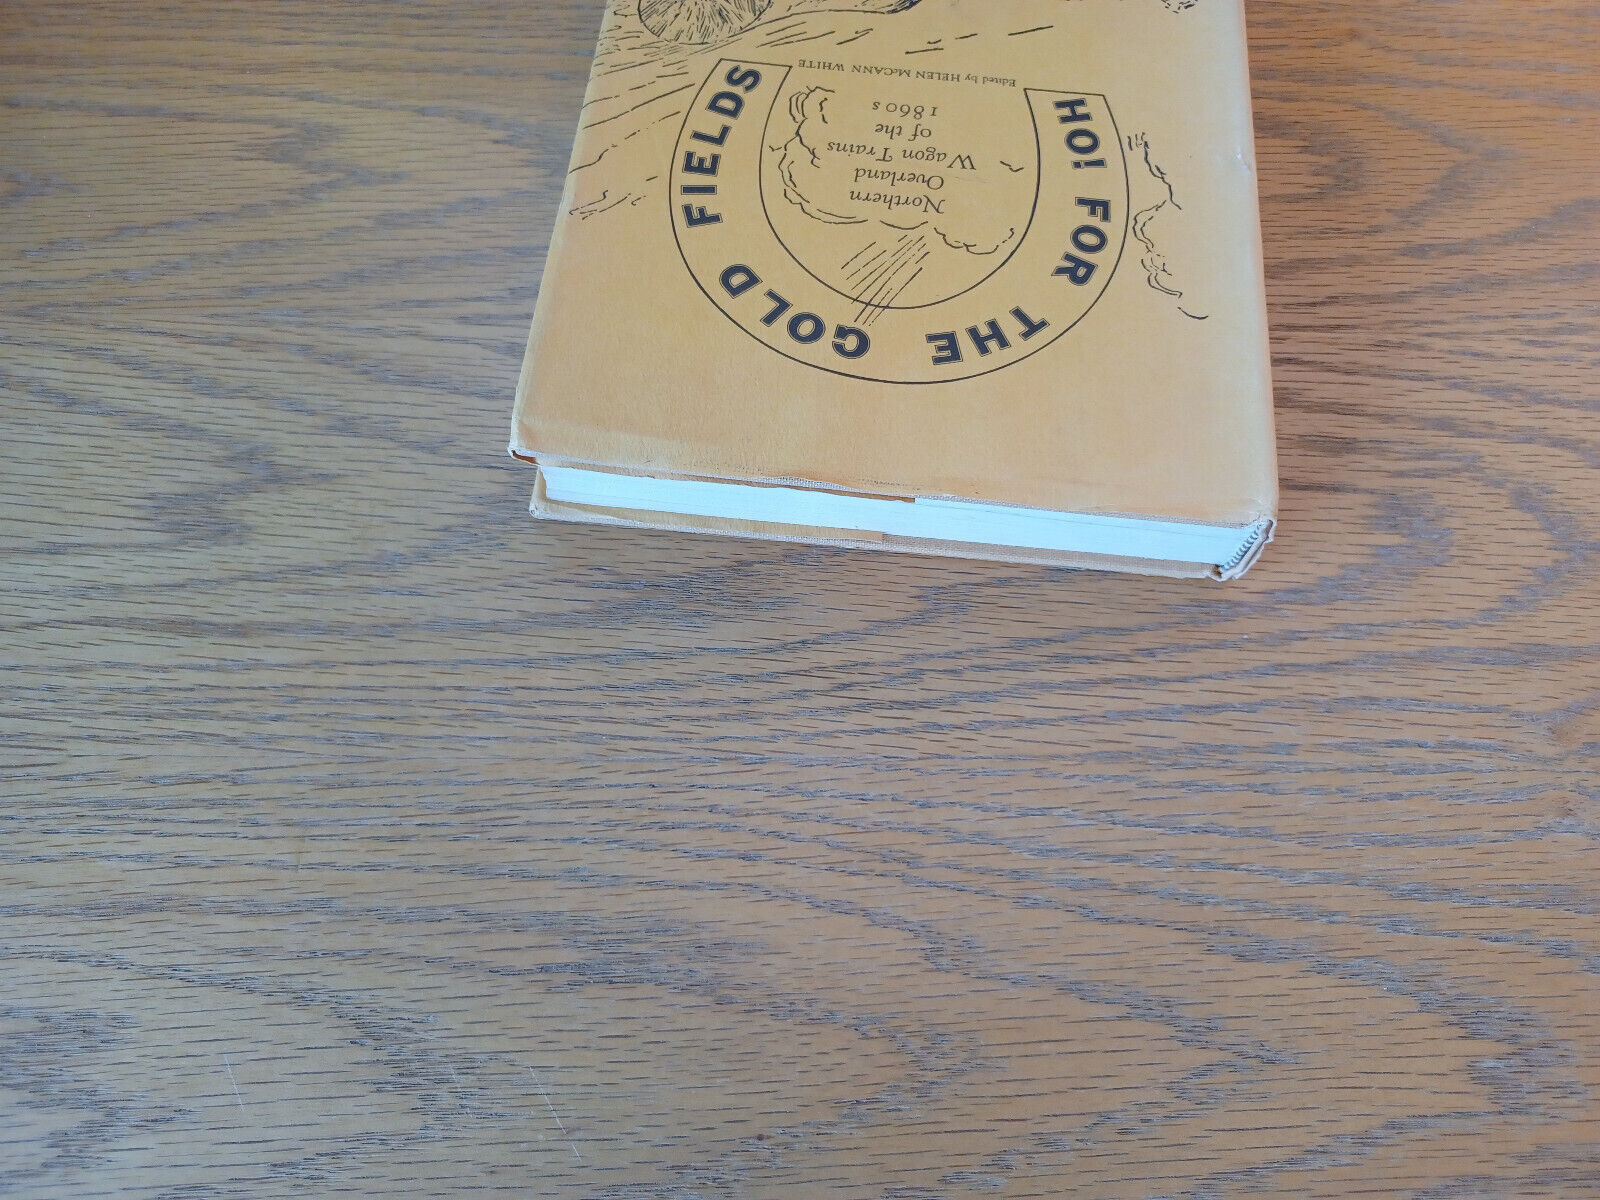 HO! FOR THE GOLD FIELDS
Northern
Overland
Wagon Trains
of the
1860s
Edited by HELEN McCANN WHITE